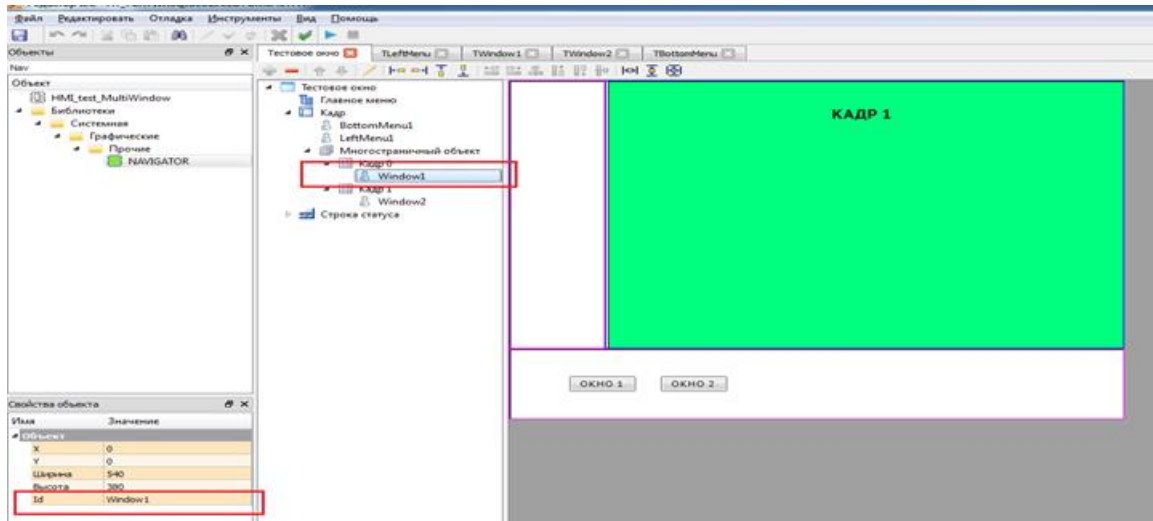 Файл Редактировать Отладка Инструменты Вид Помощь
Объекты
Nav
Объект
HMI_test_MultiWindow
Библиотеки
Системная
Графические
Прочие
NAVIGATOR
Тестовое окно TLeftMenu TWindow1 TWindow2 TBottomMenu
Тестовое окно
Главное меню
Кадр
BottomMenu1
LeftMenu1
Многостраничный объект
Кадр 0
Window1
Кадр 1
Window2
Строка статуса
КАДР 1
ОКНО 1 ОКНО 2
Свойства объекта
Имя Значение
Объект
X 0
Y 0
Ширина 540
Высота 380
Id Window1